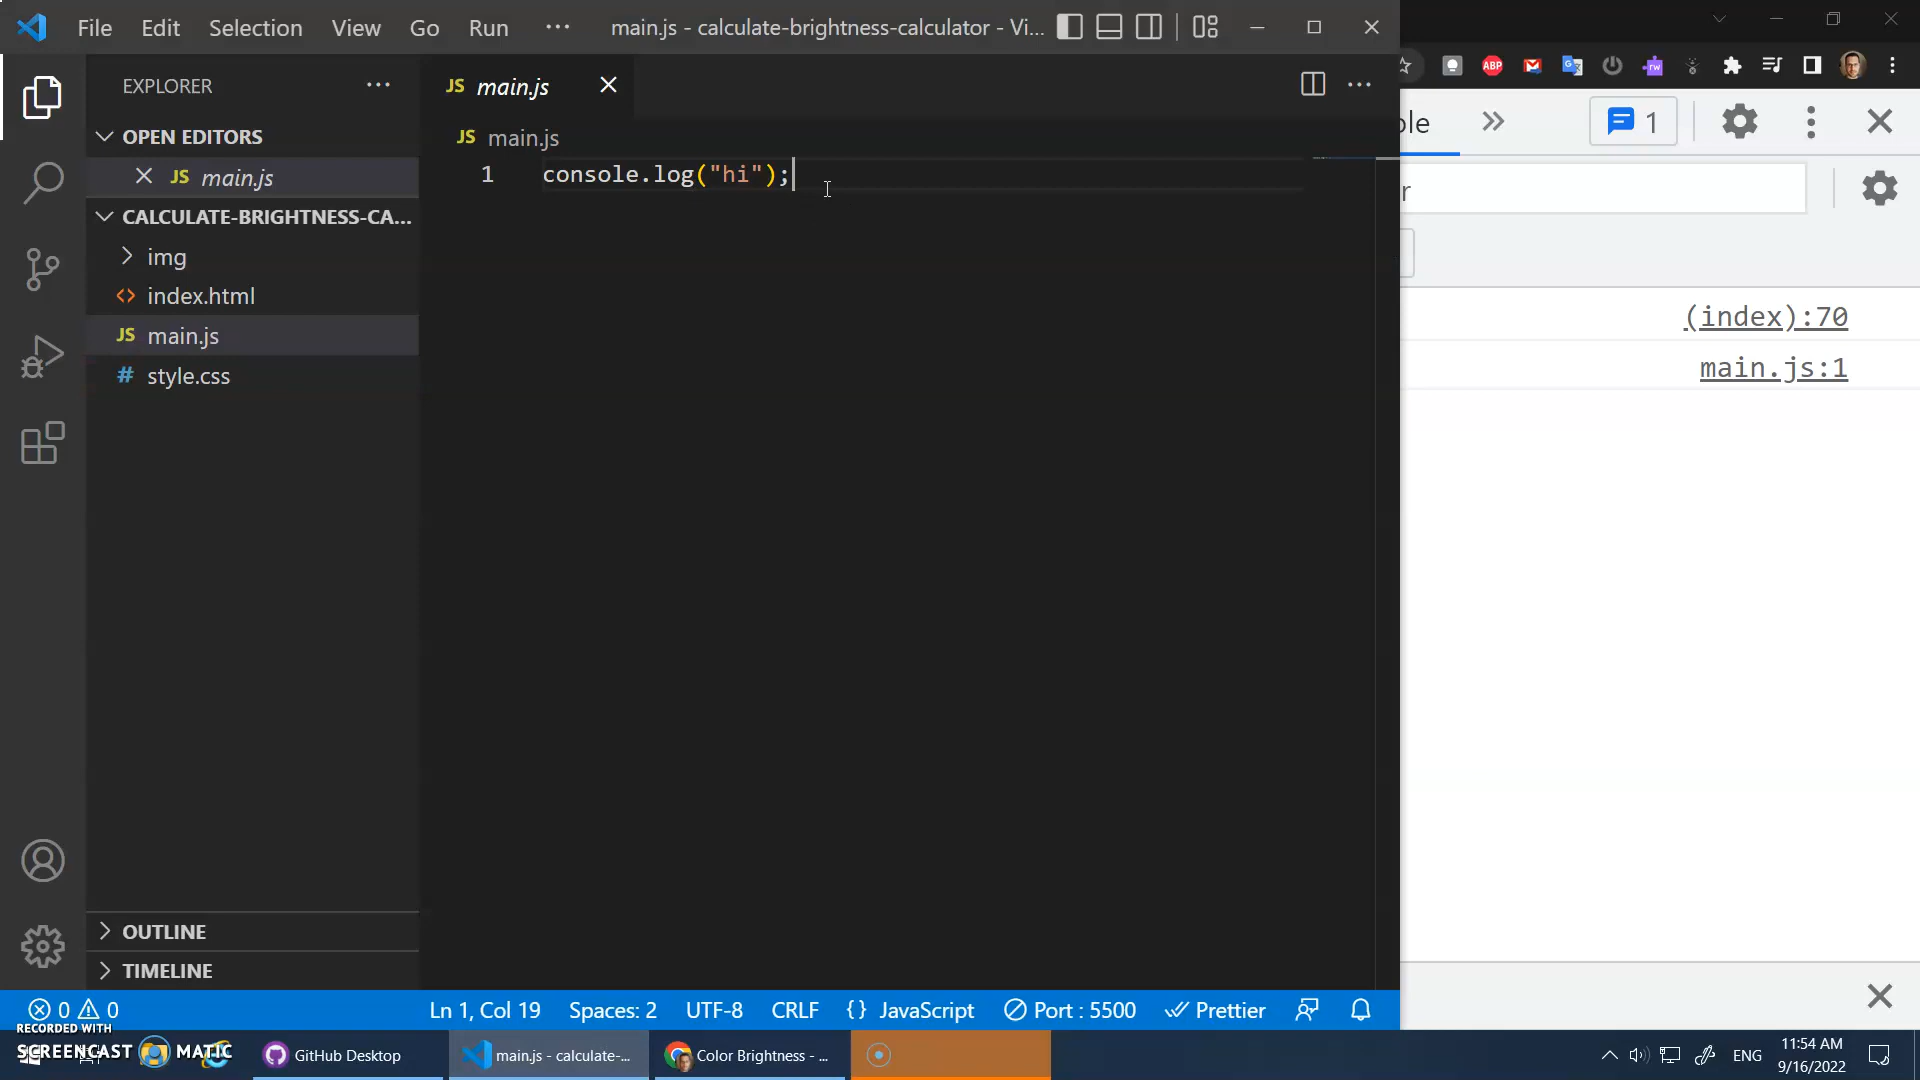 File Edit Selection View Go Run ··· main.js - calculate-brightness-calculator - Vi...
EXPLORER ···
JS main.js
ABP
OPEN EDITORS
JS main.js
JS main.js
1 console.log("hi");
CALCULATE-BRIGHTNESS-CA...
img
<> index.html
JS main.js
# style.css
1
(index):70
main.js:1
OUTLINE
TIMELINE
0 0 Ln 1, Col 19 Spaces: 2 UTF-8 CRLF {} JavaScript Port : 5500 Prettier
RECORDED WITH
SCREENCAST MATIC
GitHub Desktop
main.js - calculate-...
Color Brightness - ...
ENG
11:54 AM
9/16/2022